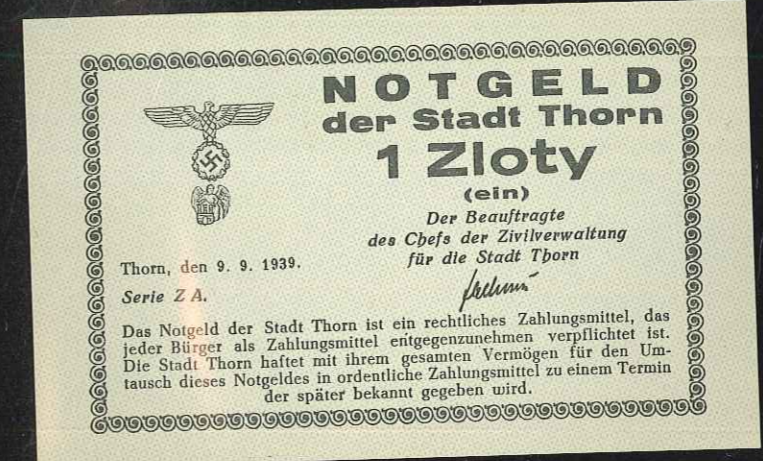 NOTGELD
der Stadt Thorn
1 Zloty
(ein)
Der Beauftragte
des Chefs der Zivilverwaltung
für die Stadt Thorn
Thorn, den 9. 9. 1939.
Serie Z A.
Das Notgeld der Stadt Thorn ist ein rechtliches Zahlungsmittel, das
jeder Bürger als Zahlungsmittel entgegenzunehmen verpflichtet ist.
Die Stadt Thorn haftet mit ihrem gesamten Vermögen für den Um-
tausch dieses Notgeldes in ordentliche Zahlungsmittel zu einem Termin
der später bekannt gegeben wird.